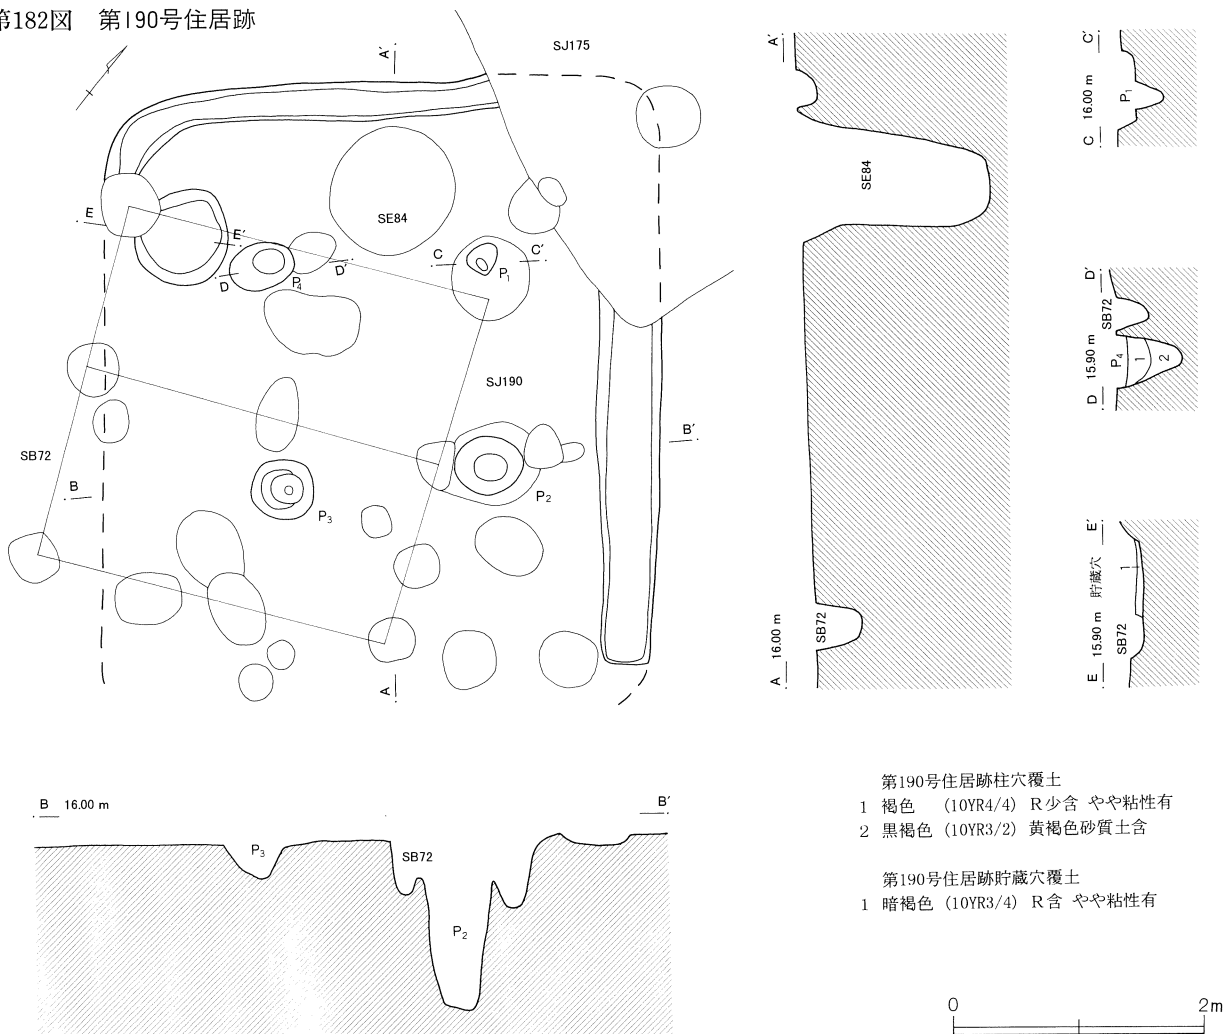 第182図 第190号住居跡
A′
SJ175
SE84
E
E′
D
D′
P4
C
C′
P1
SJ190
B′
SB72
B
P3
P2
A
A′
SE84
SB72
A 16.00 m
C′
P1
C 16.00 m
D′
SB72
P4
1
2
D 15.90 m
E′
貯蔵穴
1
SB72
E 15.90 m
B 16.00 m
B′
P3
SB72
P2
第190号住居跡柱穴覆土
1 褐色 (10YR4/4) R少含 やや粘性有
2 黒褐色 (10YR3/2) 黄褐色砂質土含
第190号住居跡貯蔵穴覆土
1 暗褐色 (10YR3/4) R含 やや粘性有
0 2m